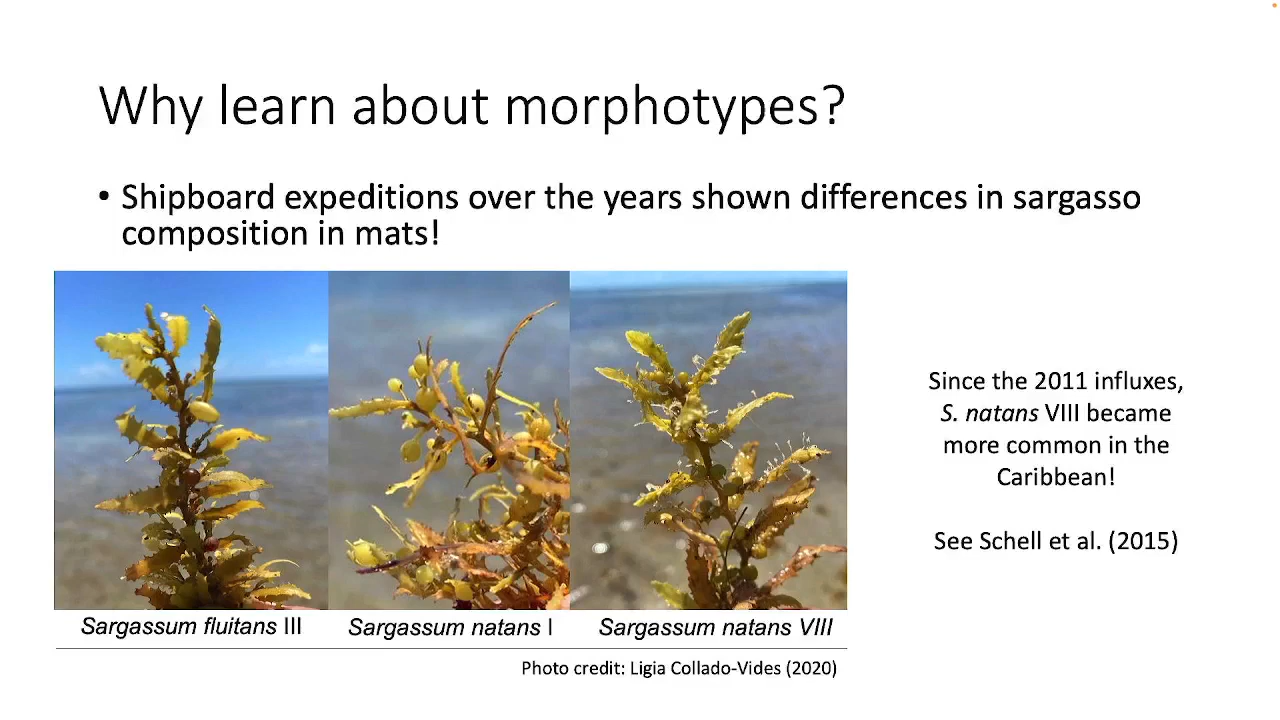 Why learn about morphotypes?
• Shipboard expeditions over the years shown differences in sargasso
composition in mats!
Since the 2011 influxes,
S. natans VIII became
more common in the
Caribbean!
See Schell et al. (2015)
Sargassum fluitans III
Sargassum natans I
Sargassum natans VIII
Photo credit: Ligia Collado-Vides (2020)